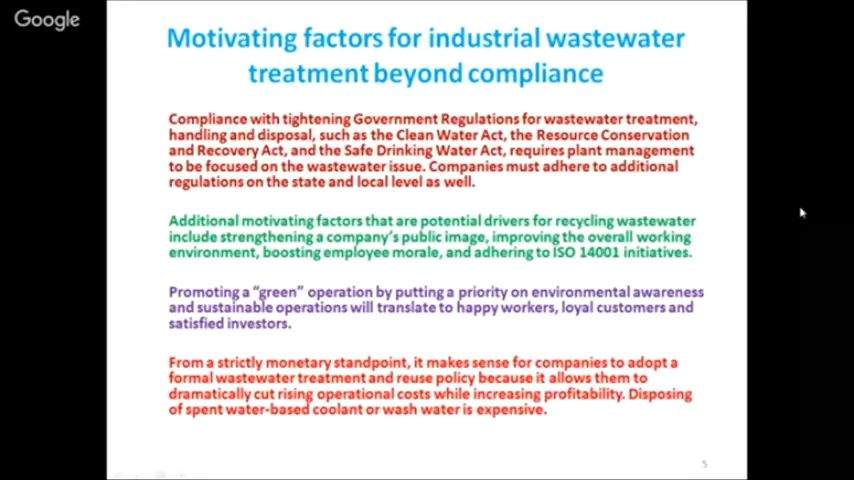 Google
Motivating factors for industrial wastewater
treatment beyond compliance
Compliance with tightening Government Regulations for wastewater treatment,
handling and disposal, such as the Clean Water Act, the Resource Conservation
and Recovery Act, and the Safe Drinking Water Act, requires plant management
to be focused on the wastewater issue. Companies must adhere to additional
regulations on the state and local level as well.
Additional motivating factors that are potential drivers for recycling wastewater
include strengthening a company's public image, improving the overall working
environment, boosting employee morale, and adhering to ISO 14001 initiatives.
Promoting a “green” operation by putting a priority on environmental awareness
and sustainable operations will translate to happy workers, loyal customers and
satisfied investors.
From a strictly monetary standpoint, it makes sense for companies to adopt a
formal wastewater treatment and reuse policy because it allows them to
dramatically cut rising operational costs while increasing profitability. Disposing
of spent water-based coolant or wash water is expensive.
5